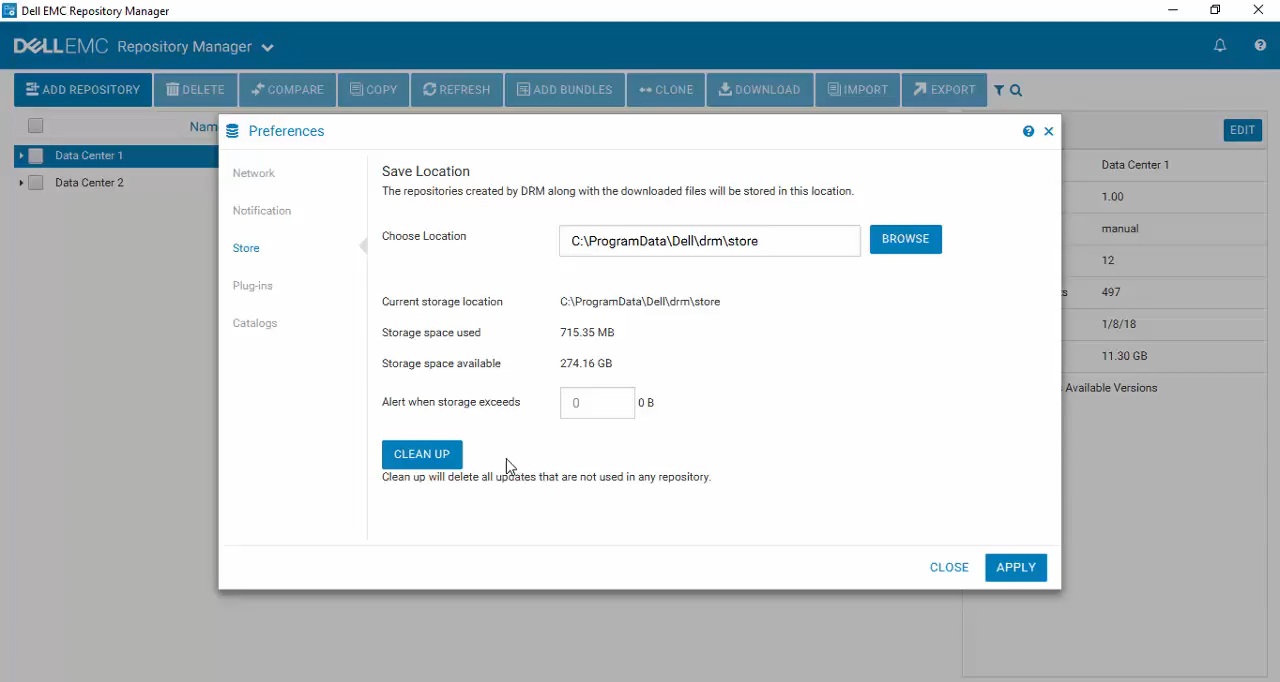 Dell EMC Repository Manager
DELLEMC Repository Manager
ADD REPOSITORY DELETE COMPARE COPY REFRESH ADD BUNDLES CLONE DOWNLOAD IMPORT EXPORT
Nam
Data Center 1
Data Center 2
Preferences
Network
Notification
Store
Plug-ins
Catalogs
Save Location
The repositories created by DRM along with the downloaded files will be stored in this location.
Choose Location C:\ProgramData\Dell\drm\store BROWSE
Current storage location C:\ProgramData\Dell\drm\store
Storage space used 715.35 MB
Storage space available 274.16 GB
Alert when storage exceeds 0 0 B
CLEAN UP
Clean up will delete all updates that are not used in any repository.
CLOSE APPLY
EDIT
Data Center 1
1.00
manual
12
s 497
1/8/18
11.30 GB
Available Versions